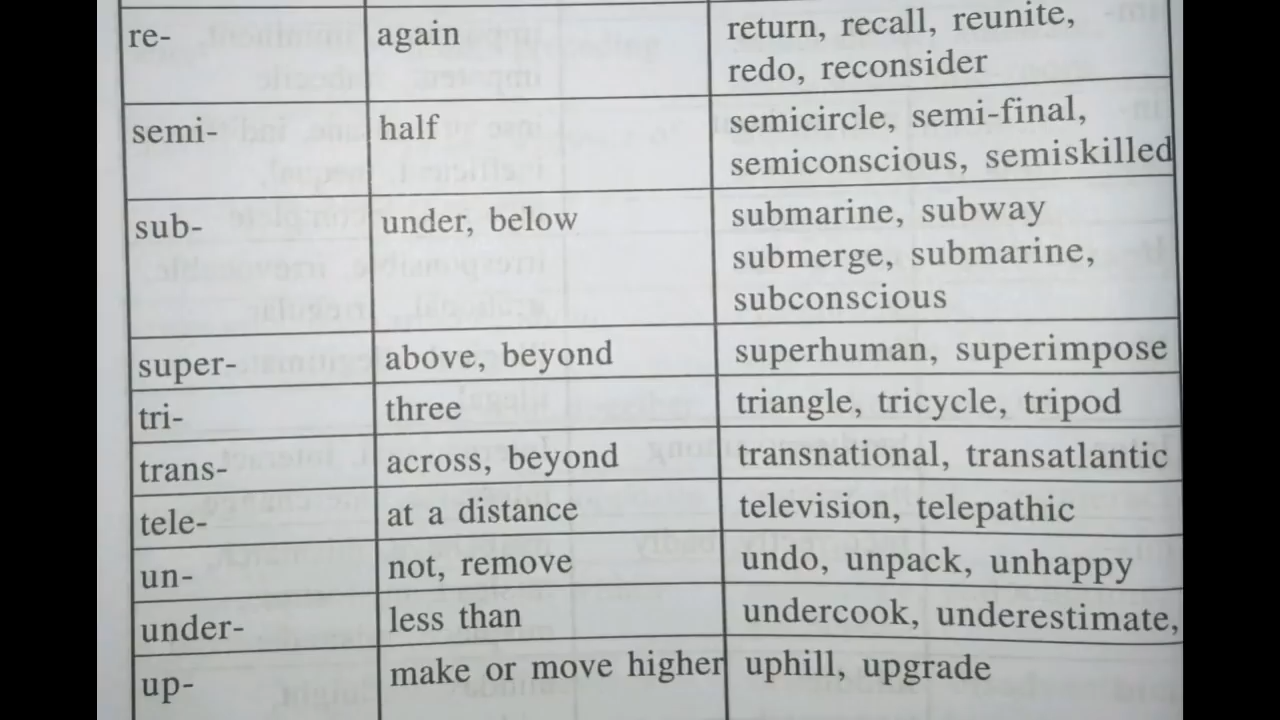 re- again return, recall, reunite,
redo, reconsider
semi- half semicircle, semi-final,
semiconscious, semiskilled
sub- under, below submarine, subway
submerge, submarine,
subconscious
super- above, beyond superhuman, superimpose
tri- three triangle, tricycle, tripod
trans- across, beyond transnational, transatlantic
tele- at a distance television, telepathic
un- not, remove undo, unpack, unhappy
under- less than undercook, underestimate,
up- make or move higher uphill, upgrade